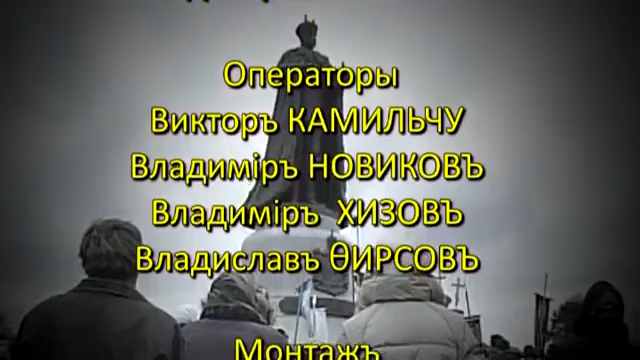 Операторы
Викторъ КАМИЛЬЧУ
Владимiръ НОВИКОВЪ
Владимiръ ХИЗОВЪ
Владиславъ ѲИРСОВЪ
Монтажъ